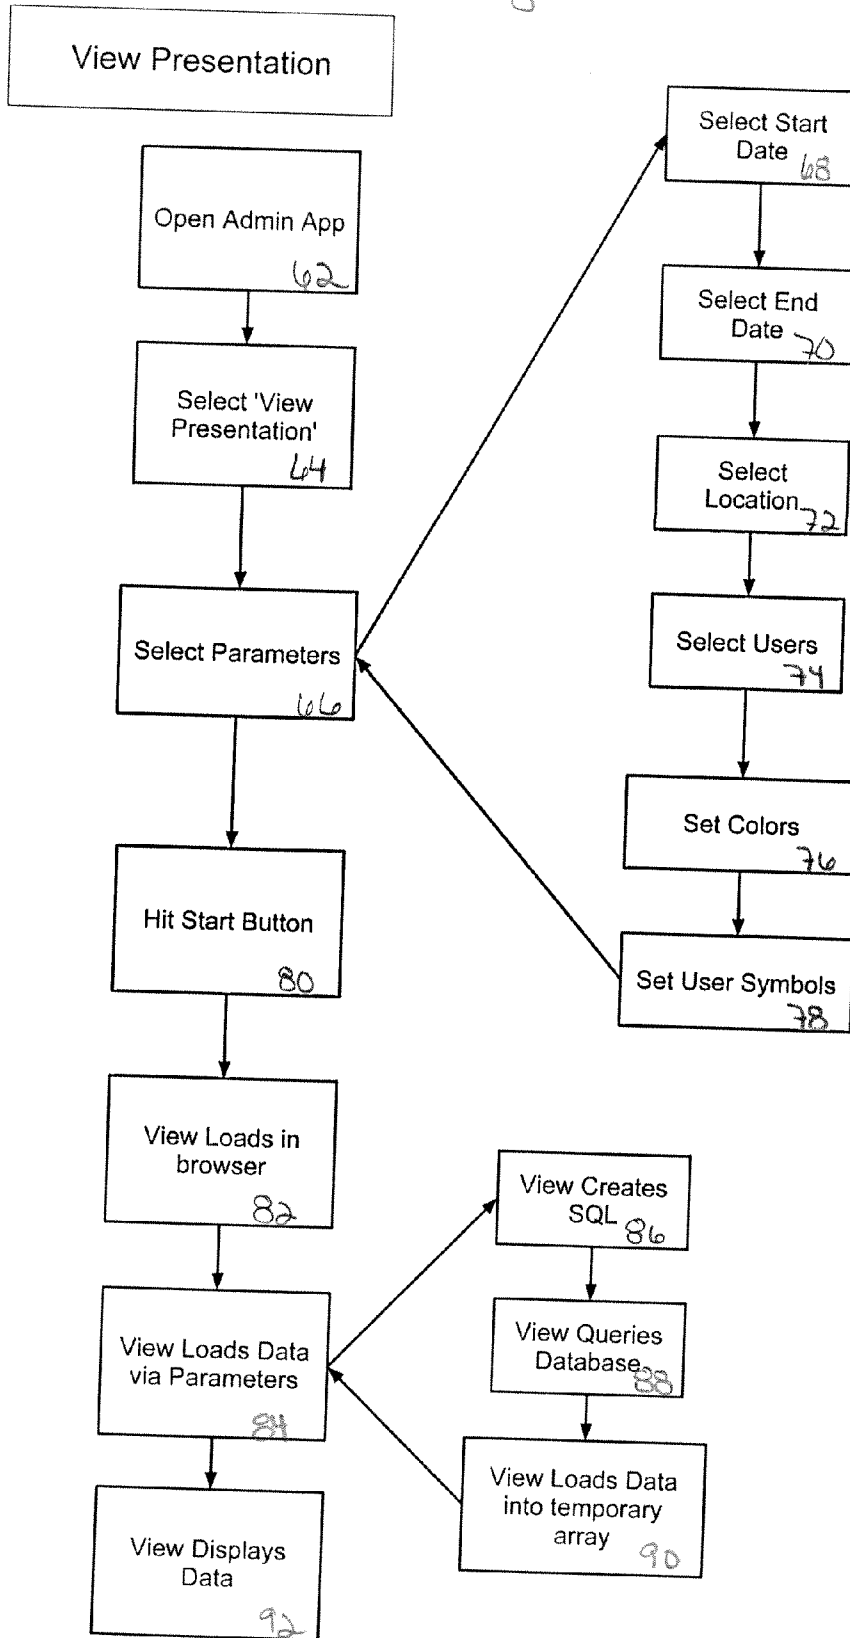 View Presentation
Open Admin App
62
Select 'View
Presentation'
64
Select Parameters
66
Select Start
Date 68
Select End
Date 70
Select
Location 72
Select Users
74
Set Colors
76
Set User Symbols
78
Hit Start Button
80
View Loads in
browser
82
View Loads Data
via Parameters
84
View Creates
SQL 86
View Queries
Database 88
View Loads Data
into temporary
array
90
View Displays
Data
92